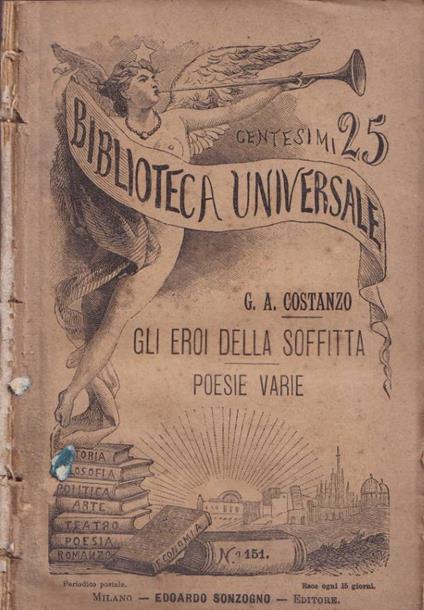 CENTESIMI 25
BIBLIOTECA UNIVERSALE
G. A. COSTANZO
GLI EROI DELLA SOFFITTA
POESIE VARIE
STORIA
FILOSOFIA
POLITICA
ARTE
TEATRO
POESIA
ROMANZO
ECONOMIA
N.º 151.
Periodico postale.
Esce ogni 15 giorni.
MILANO — EDOARDO SONZOGNO — EDITORE.